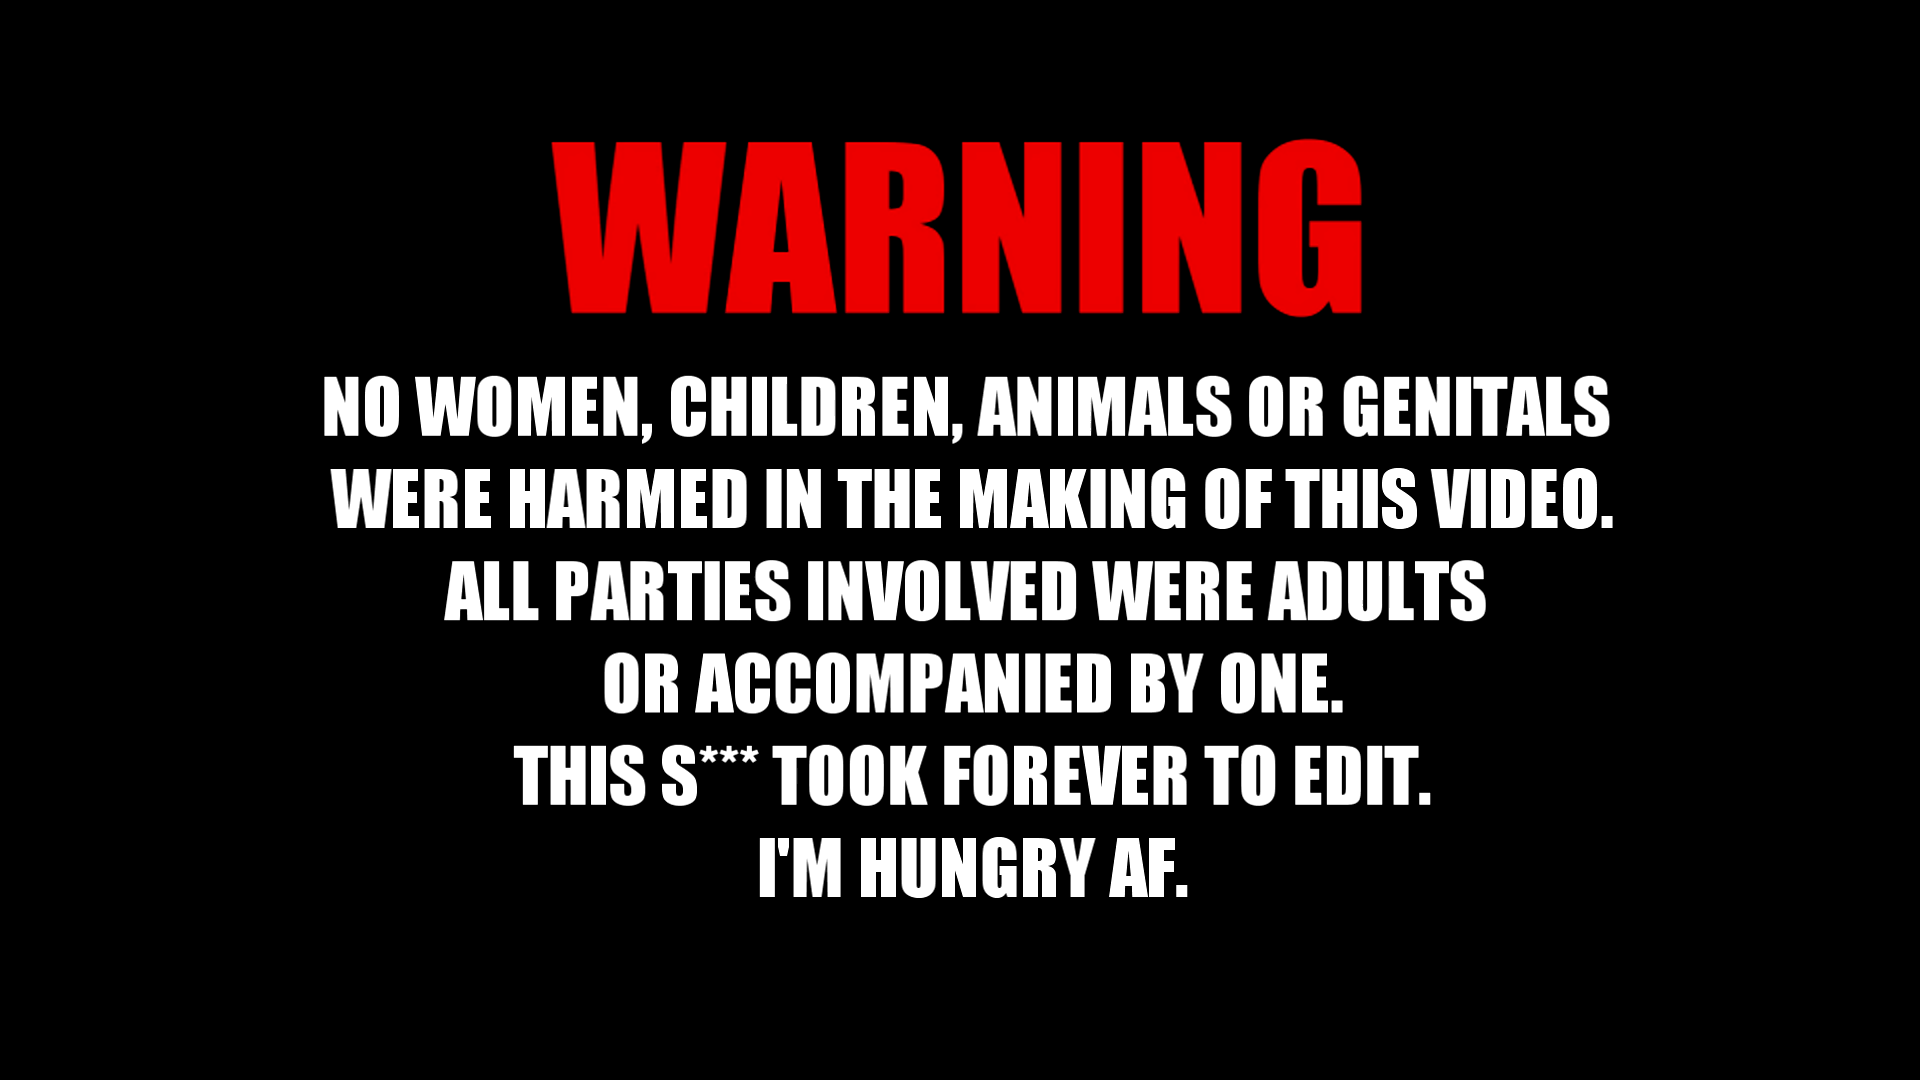 WARNING
NO WOMEN, CHILDREN, ANIMALS OR GENITALS
WERE HARMED IN THE MAKING OF THIS VIDEO.
ALL PARTIES INVOLVED WERE ADULTS
OR ACCOMPANIED BY ONE.
THIS S*** TOOK FOREVER TO EDIT.
I'M HUNGRY AF.